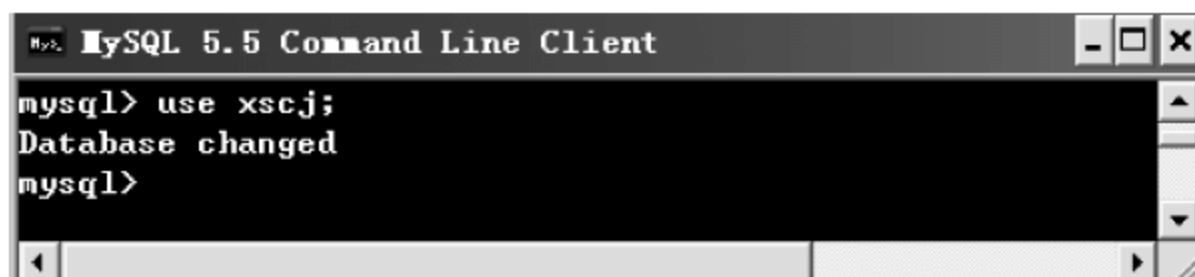 MySQL 5.5 Command Line Client
mysql> use xscj;
Database changed
mysql>